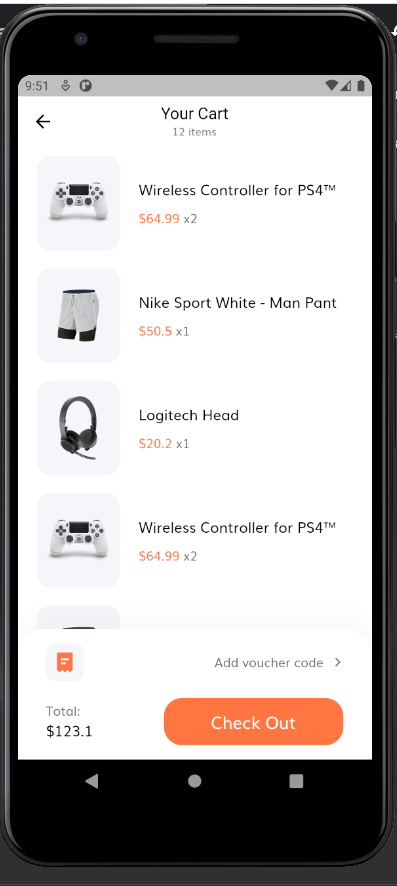 9:51
Your Cart
12 items
Wireless Controller for PS4™
$64.99 x2
Nike Sport White - Man Pant
$50.5 x1
Logitech Head
$20.2 x1
Wireless Controller for PS4™
$64.99 x2
Add voucher code
Total:
$123.1
Check Out